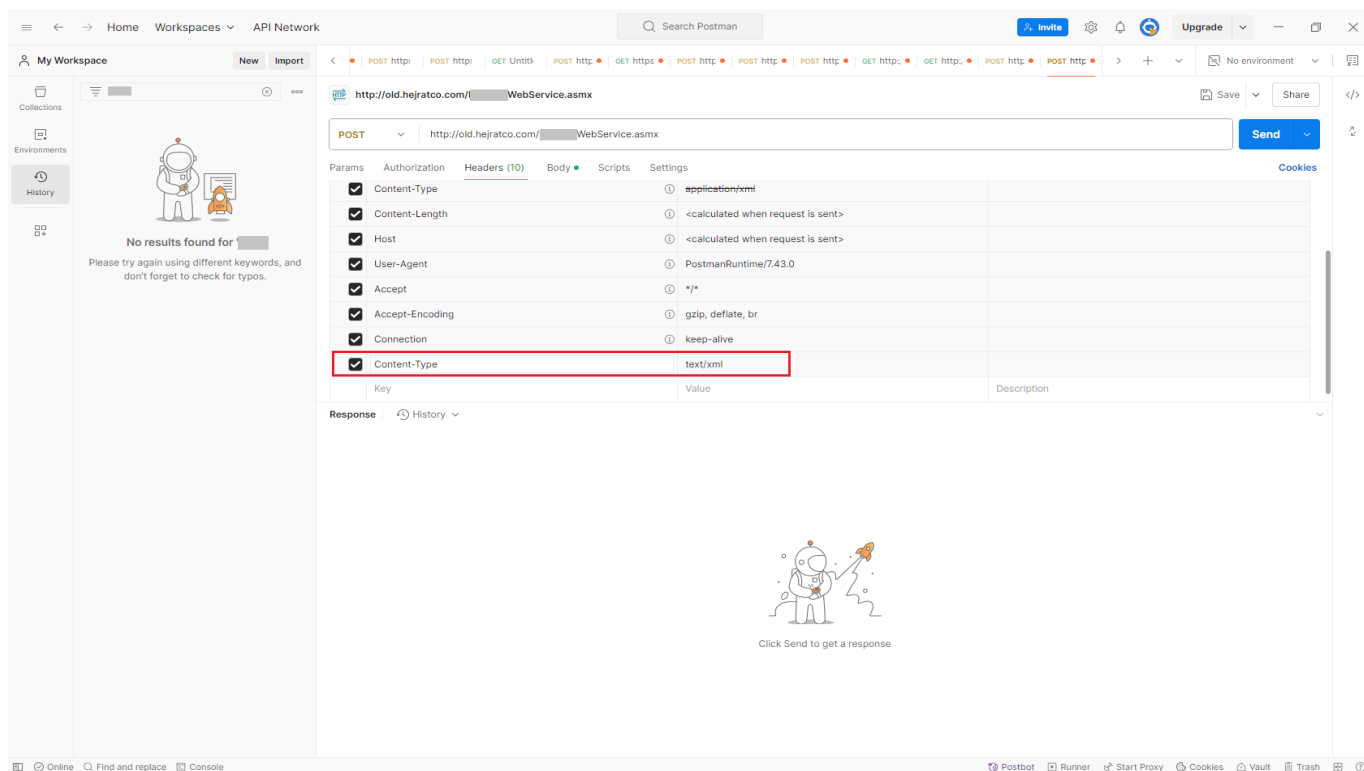 Home Workspaces API Network Search Postman Invite Upgrade
My Workspace New Import POST http: POST http: GET Untitl POST http GET https POST http POST http POST http GET http:, GET http:, POST http POST http No environment
Collections
Environments
History
No results found for '
Please try again using different keywords, and
don't forget to check for typos.
HTTP http://old.hejratco.com/ WebService.asmx Save Share
POST http://old.hejratco.com/ WebService.asmx Send
Params Authorization Headers (10) Body Scripts Settings Cookies
Content-Type application/xml
Content-Length <calculated when request is sent>
Host <calculated when request is sent>
User-Agent PostmanRuntime/7.43.0
Accept */*
Accept-Encoding gzip, deflate, br
Connection keep-alive
Content-Type text/xml
Key Value Description
Response History
Click Send to get a response
Online Find and replace Console Postbot Runner Start Proxy Cookies Vault Trash